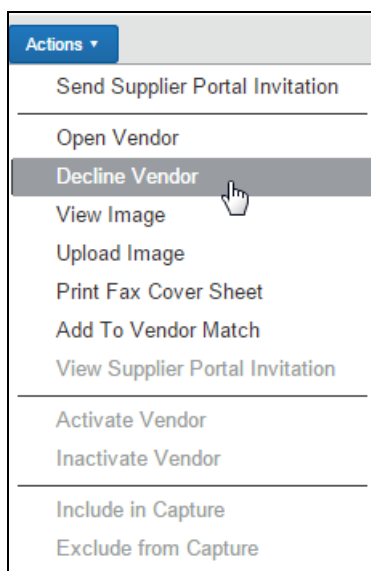 Actions
Send Supplier Portal Invitation
Open Vendor
Decline Vendor
View Image
Upload Image
Print Fax Cover Sheet
Add To Vendor Match
View Supplier Portal Invitation
Activate Vendor
Inactivate Vendor
Include in Capture
Exclude from Capture